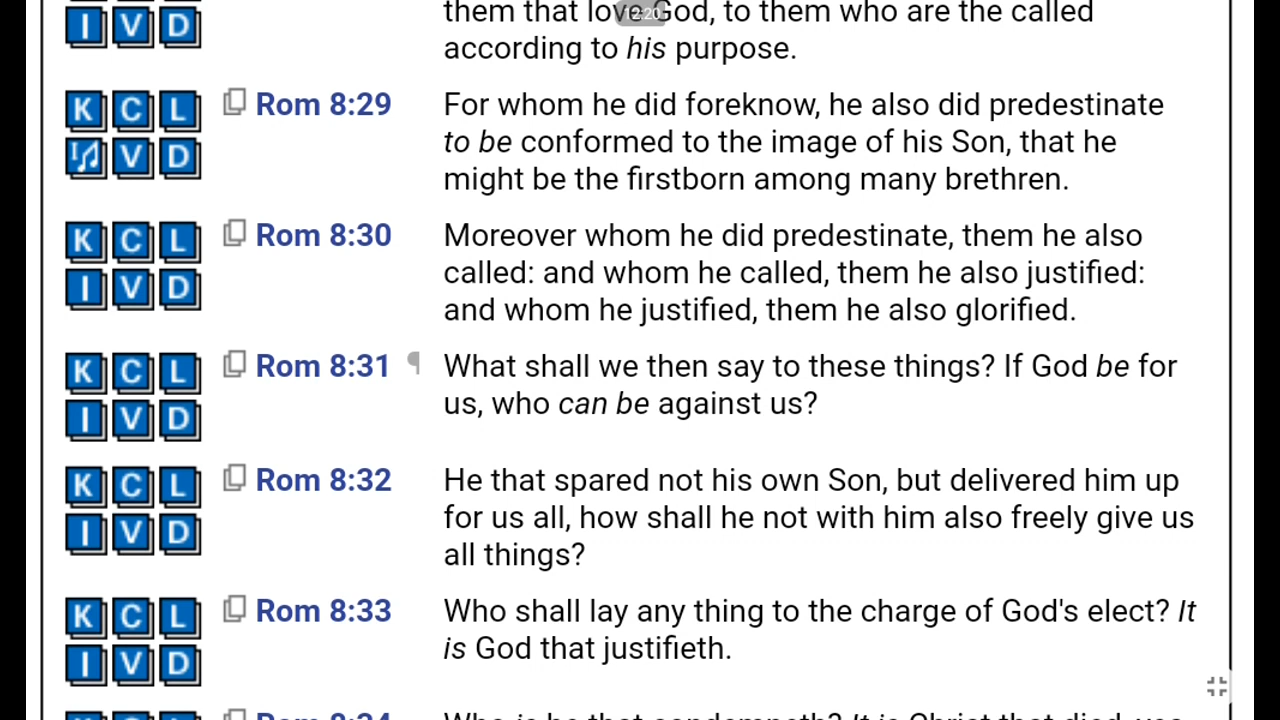 them that love God, to them who are the called
12:20
I V D
according to his purpose.
K C L
Rom 8:29 For whom he did foreknow, he also did predestinate
I V D
to be conformed to the image of his Son, that he
might be the firstborn among many brethren.
K C L
Rom 8:30 Moreover whom he did predestinate, them he also
I V D
called: and whom he called, them he also justified:
and whom he justified, them he also glorified.
K C L
Rom 8:31 ¶ What shall we then say to these things? If God be for
I V D
us, who can be against us?
K C L
Rom 8:32 He that spared not his own Son, but delivered him up
I V D
for us all, how shall he not with him also freely give us
all things?
K C L
Rom 8:33 Who shall lay any thing to the charge of God's elect? It
I V D
is God that justifieth.